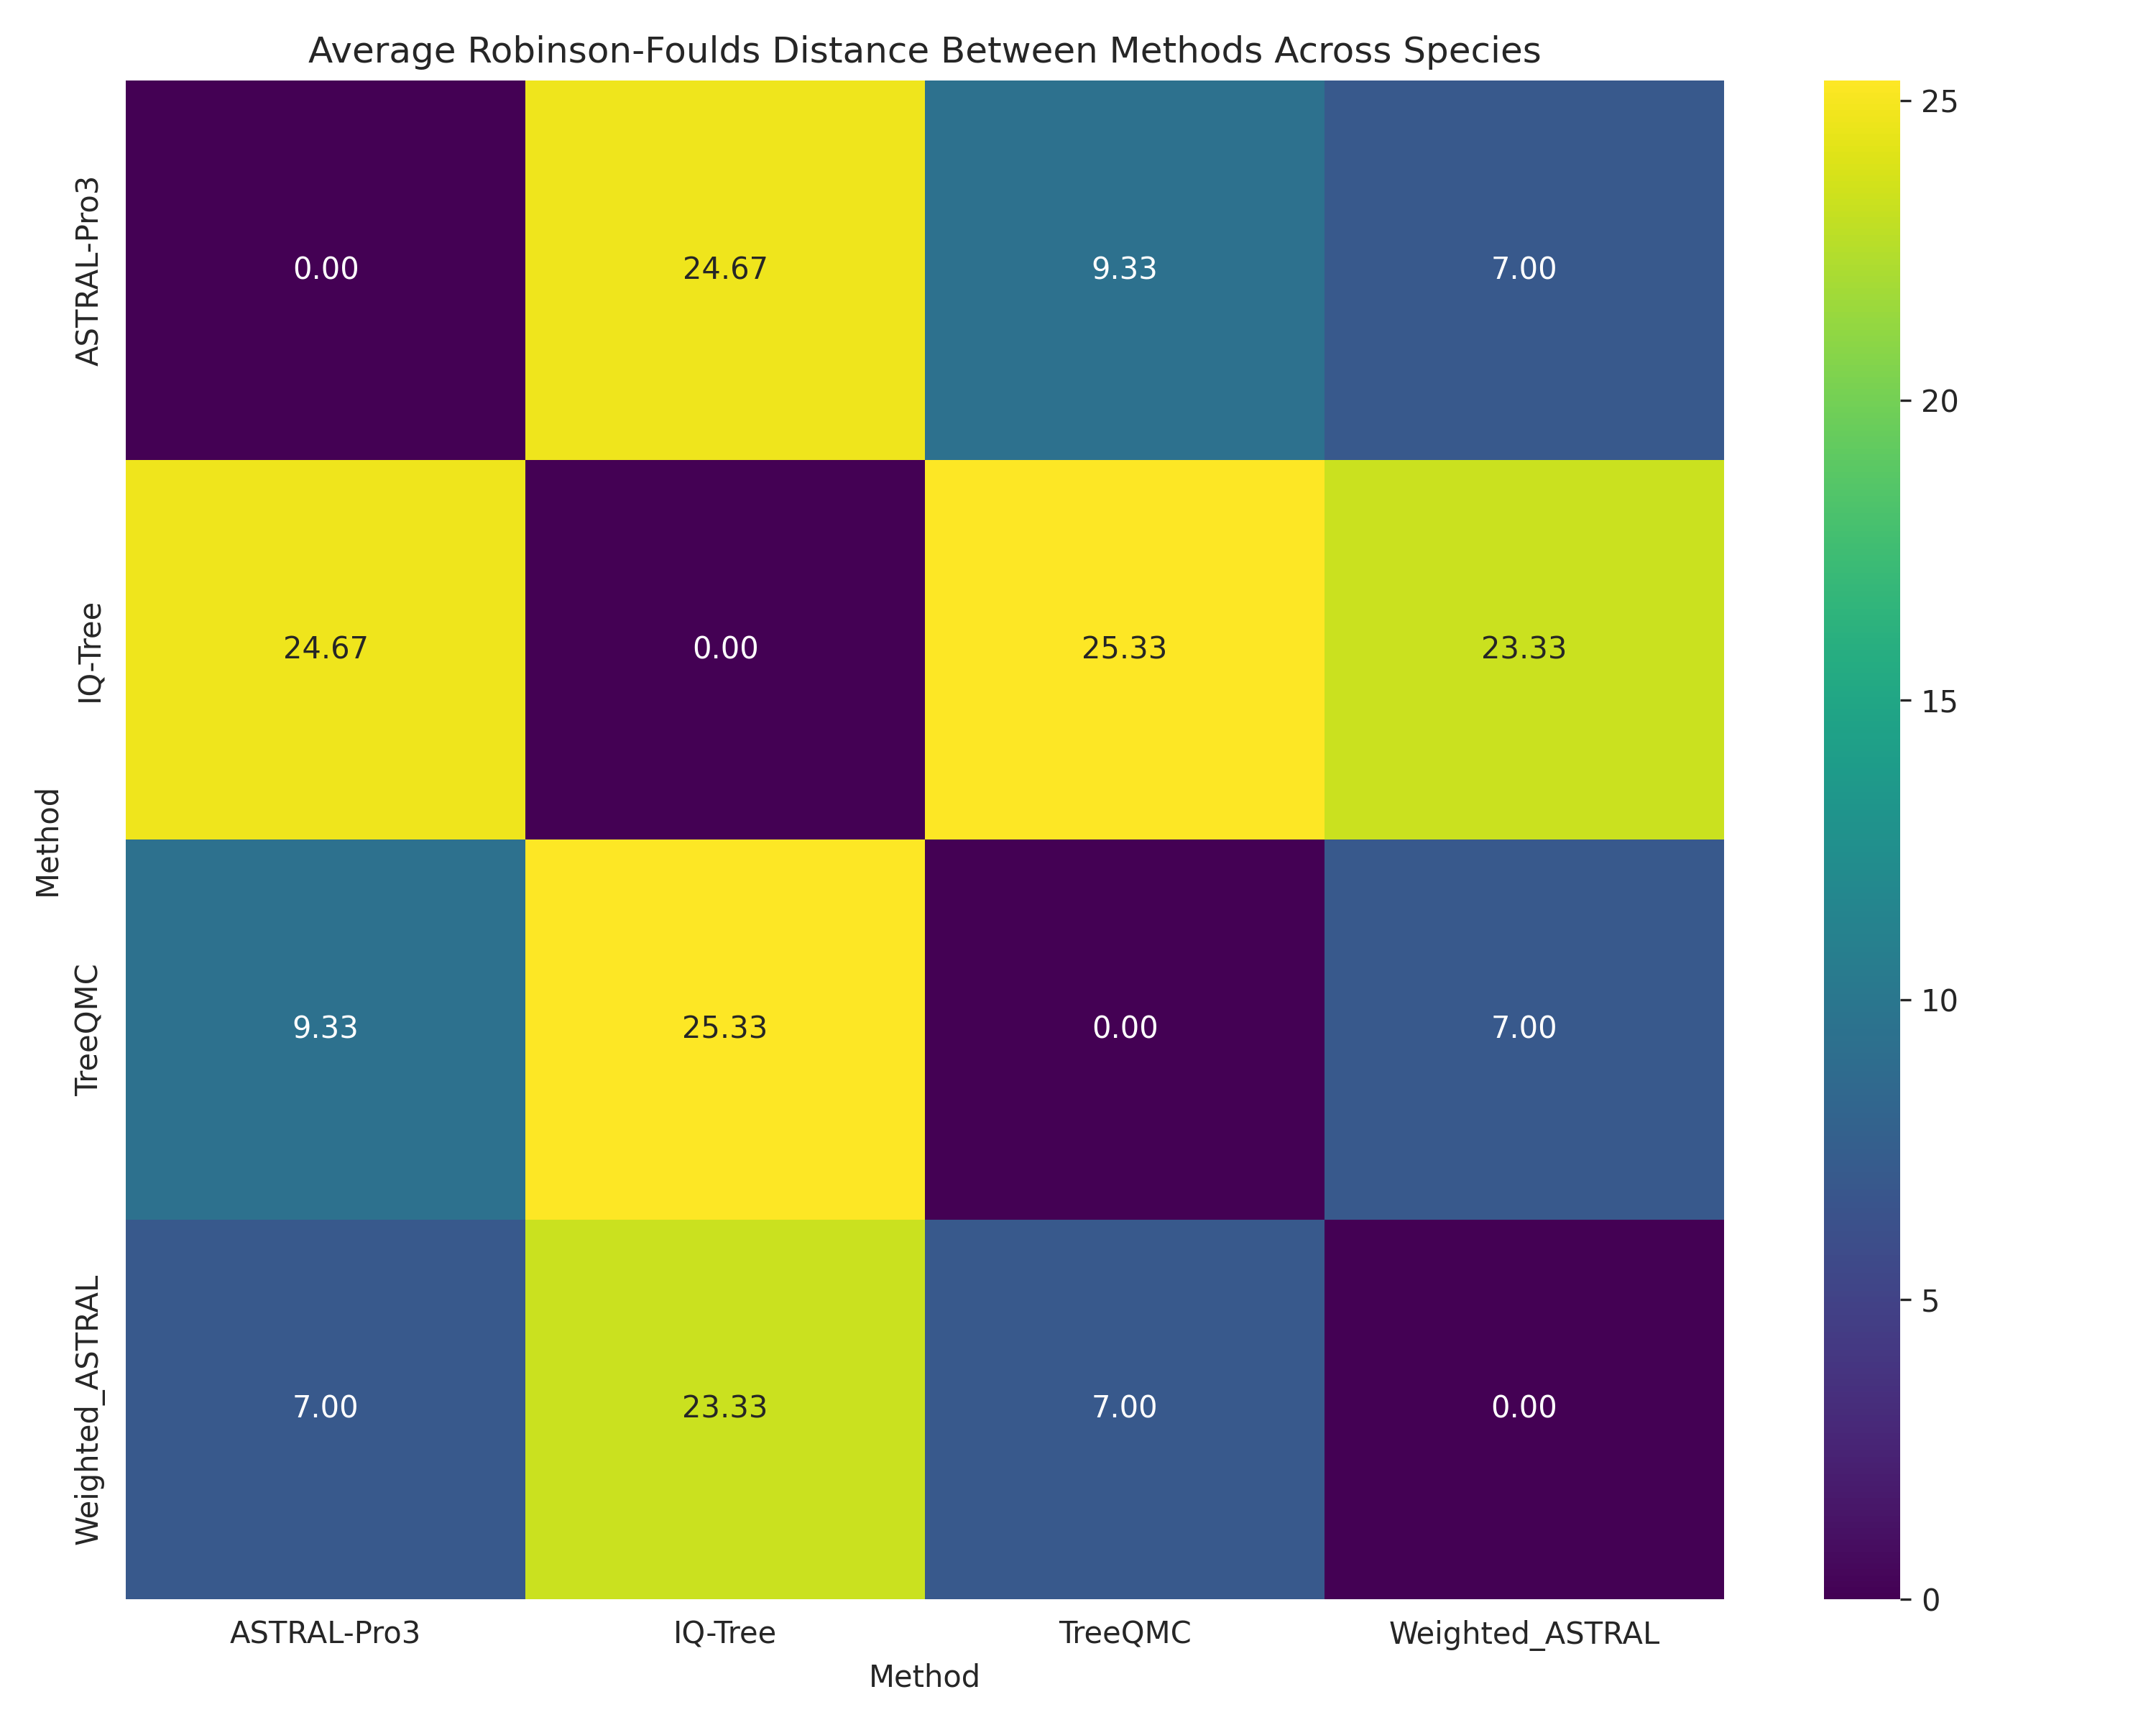 Average Robinson-Foulds Distance Between Methods Across Species
Method
ASTRAL-Pro3
0.00 24.67 9.33 7.00
IQ-Tree
24.67 0.00 25.33 23.33
TreeQMC
9.33 25.33 0.00 7.00
Weighted_ASTRAL
7.00 23.33 7.00 0.00
ASTRAL-Pro3 IQ-Tree TreeQMC Weighted_ASTRAL
Method
25
20
15
10
5
0